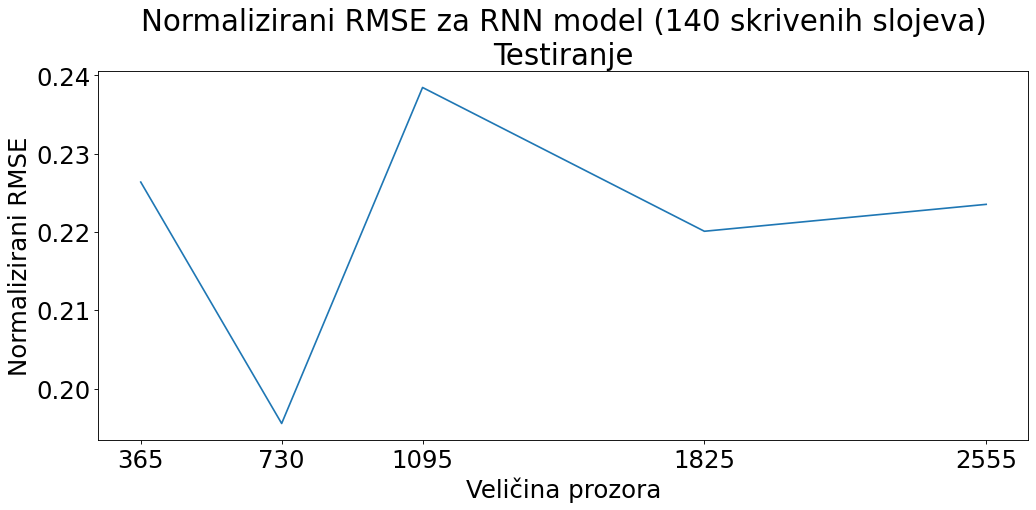 Normalizirani RMSE za RNN model (140 skrivenih slojeva)
Testiranje
Normalizirani RMSE
0.24
0.23
0.22
0.21
0.20
365 730 1095 1825 2555
Veličina prozora